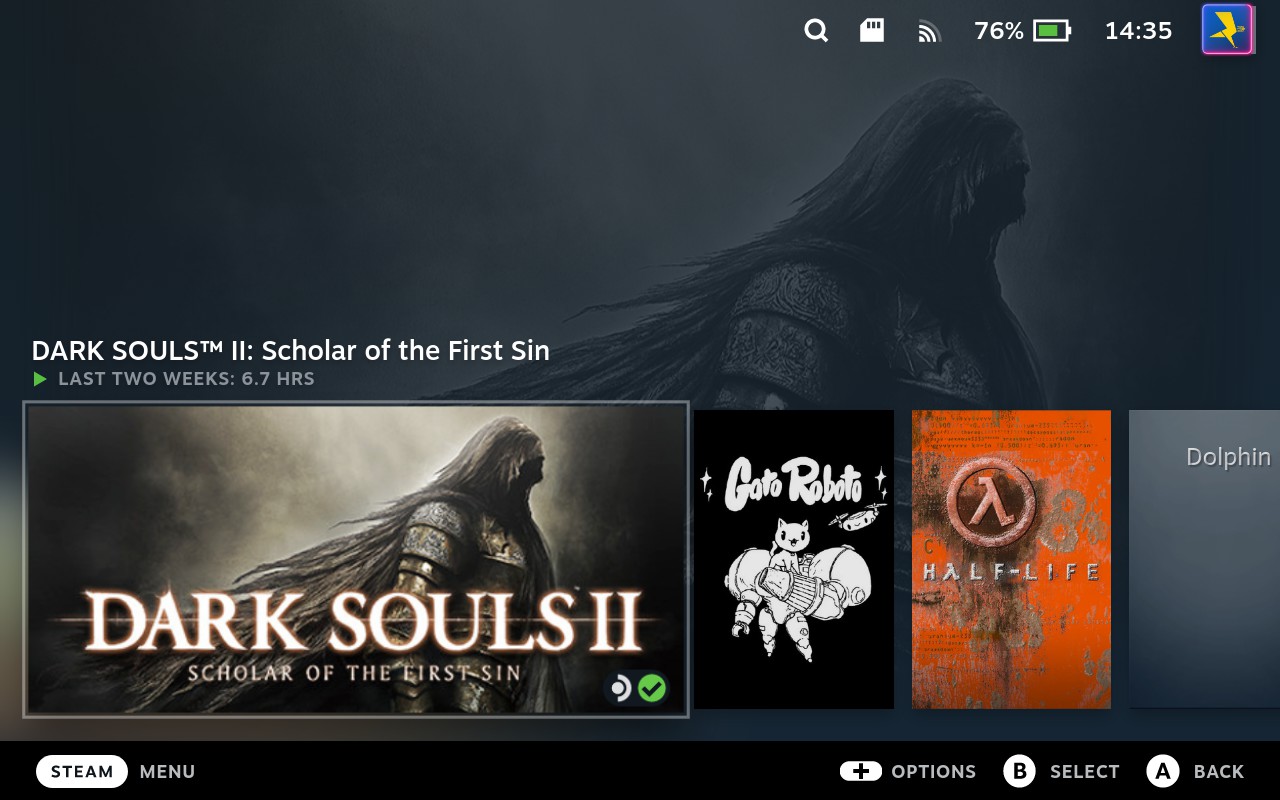 76%
14:35
DARK SOULS™ II: Scholar of the First Sin
LAST TWO WEEKS: 6.7 HRS
DARK SOULS II
SCHOLAR OF THE FIRST SIN
Gato Roboto
HALF-LIFE
Dolphin
STEAM MENU
OPTIONS B SELECT A BACK